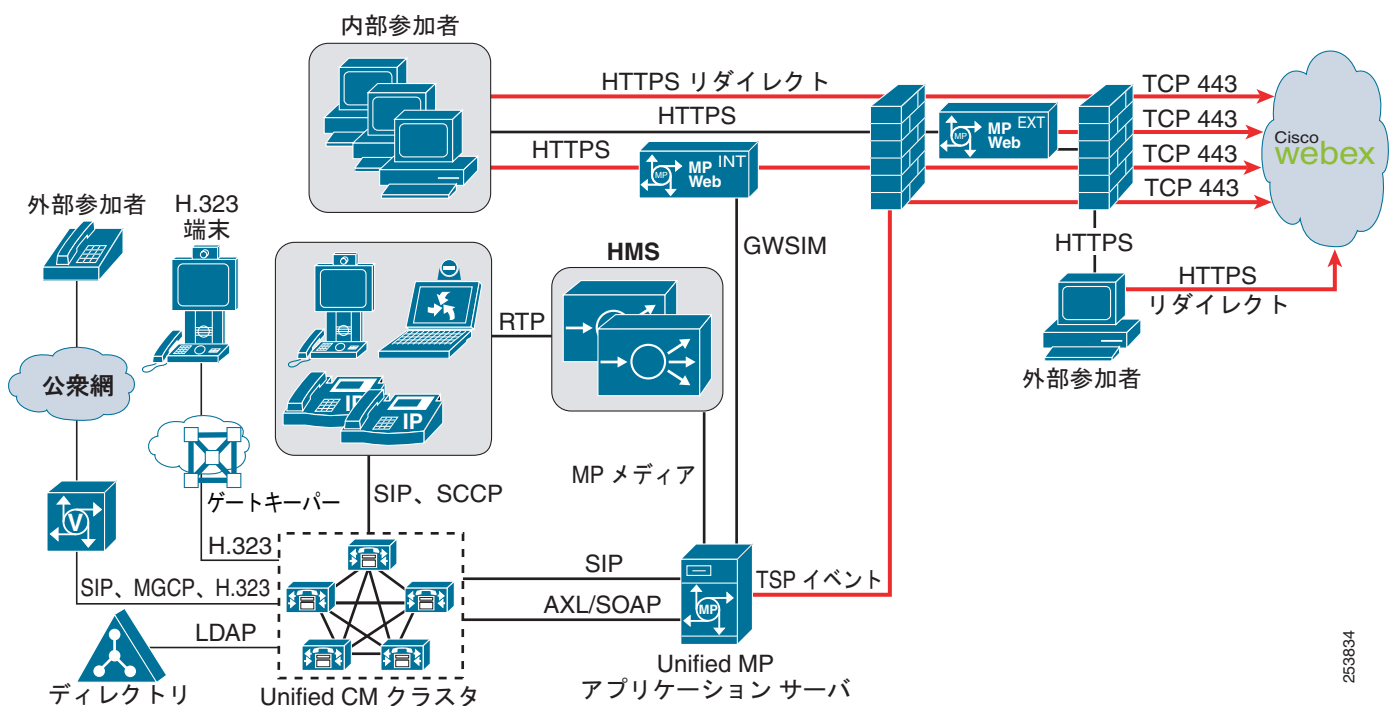 内部参加者
HTTPS リダイレクト
TCP 443
HTTPS
MP Web EXT
TCP 443
HTTPS
MP Web INT
TCP 443
TCP 443
Cisco
webex
外部参加者
H.323
端末
HMS
GWSIM
HTTPS
HTTPS
リダイレクト
RTP
外部参加者
公衆網
IP
IP
MP メディア
ゲートキーパー
SIP、SCCP
V
H.323
SIP
TSP イベント
SIP、MGCP、H.323
AXL/SOAP
MP
LDAP
ディレクトリ
Unified CM クラスタ
Unified MP
アプリケーション サーバ
253834